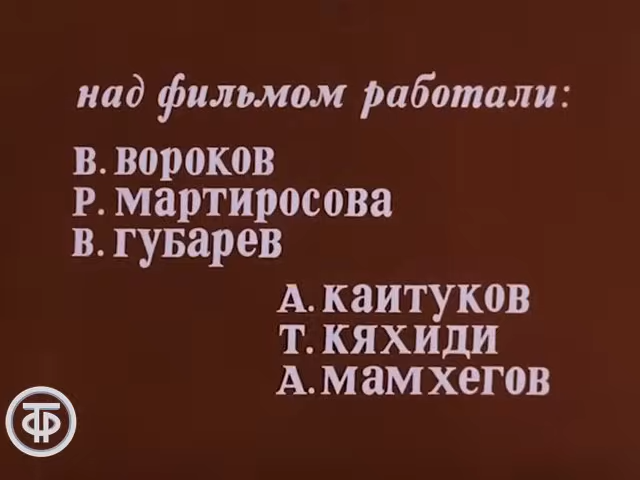 над фильмом работали:
В. ВОРОКОВ
Р. МАРТИРОСОВА
В. ГУБАРЕВ
А. КАИТУКОВ
Т. КЯХИДИ
А. МАМХЕГОВ